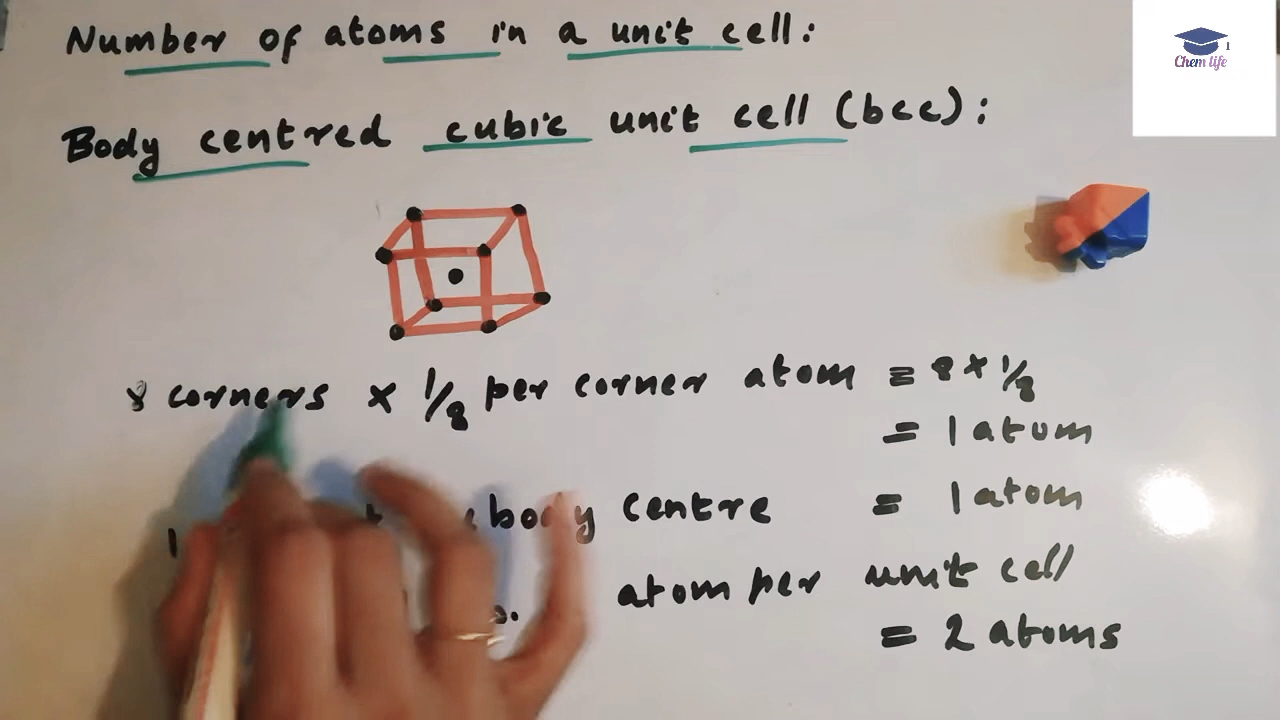 Number of atoms in a unit cell:
Chem life
Body centred cubic unit cell (bcc):
8 corners × 1/8 per corner atom = 8 × 1/8
= 1 atom
1 body centre = 1 atom
atom per unit cell
= 2 atoms